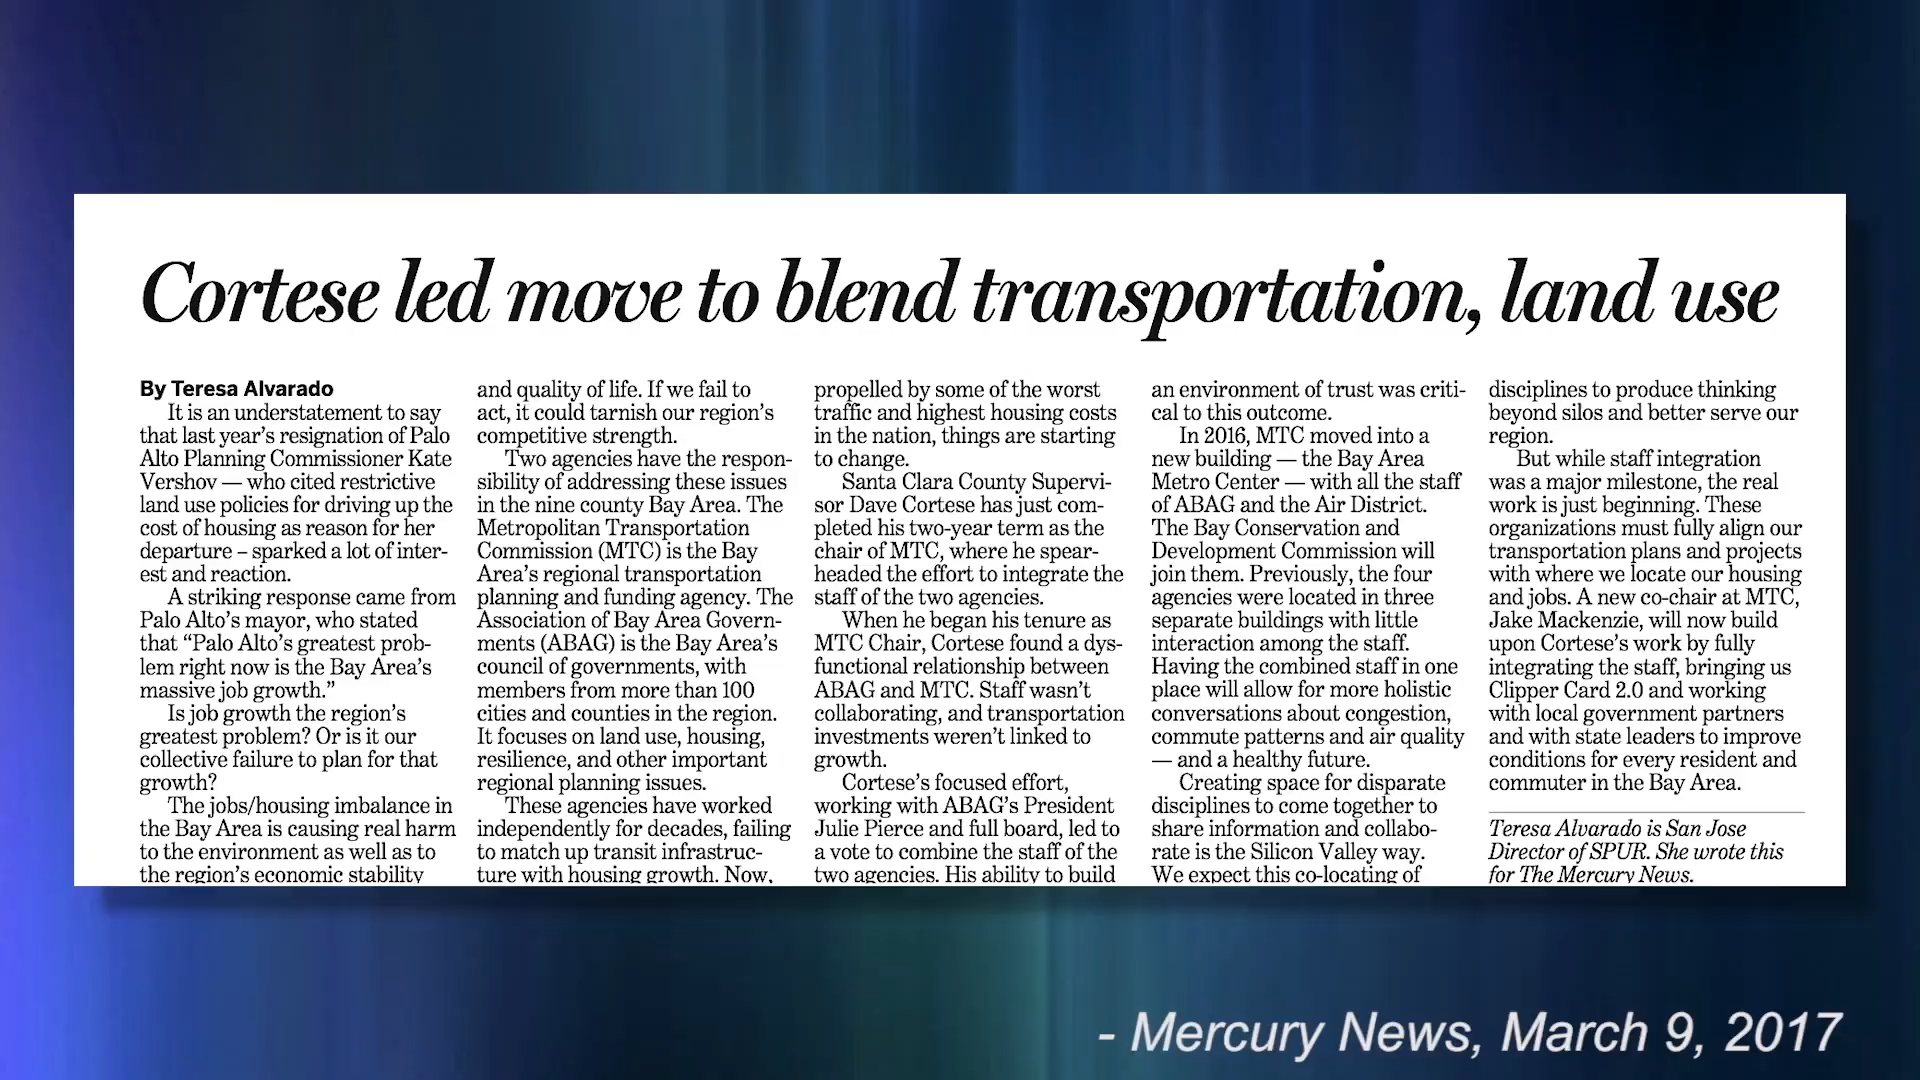 Cortese led move to blend transportation, land use
By Teresa Alvarado
It is an understatement to say
that last year's resignation of Palo
Alto Planning Commissioner Kate
Vershov — who cited restrictive
land use policies for driving up the
cost of housing as reason for her
departure – sparked a lot of inter-
est and reaction.
A striking response came from
Palo Alto's mayor, who stated
that “Palo Alto's greatest prob-
lem right now is the Bay Area's
massive job growth.”
Is job growth the region's
greatest problem? Or is it our
collective failure to plan for that
growth?
The jobs/housing imbalance in
the Bay Area is causing real harm
to the environment as well as to
the region's economic stability
and quality of life. If we fail to
act, it could tarnish our region's
competitive strength.
Two agencies have the respon-
sibility of addressing these issues
in the nine county Bay Area. The
Metropolitan Transportation
Commission (MTC) is the Bay
Area's regional transportation
planning and funding agency. The
Association of Bay Area Govern-
ments (ABAG) is the Bay Area's
council of governments, with
members from more than 100
cities and counties in the region.
It focuses on land use, housing,
resilience, and other important
regional planning issues.
These agencies have worked
independently for decades, failing
to match up transit infrastruc-
ture with housing growth. Now,
propelled by some of the worst
traffic and highest housing costs
in the nation, things are starting
to change.
Santa Clara County Supervi-
sor Dave Cortese has just com-
pleted his two-year term as the
chair of MTC, where he spear-
headed the effort to integrate the
staff of the two agencies.
When he began his tenure as
MTC Chair, Cortese found a dys-
functional relationship between
ABAG and MTC. Staff wasn't
collaborating, and transportation
investments weren't linked to
growth.
Cortese's focused effort,
working with ABAG's President
Julie Pierce and full board, led to
a vote to combine the staff of the
two agencies. His ability to build
an environment of trust was criti-
cal to this outcome.
In 2016, MTC moved into a
new building — the Bay Area
Metro Center — with all the staff
of ABAG and the Air District.
The Bay Conservation and
Development Commission will
join them. Previously, the four
agencies were located in three
separate buildings with little
interaction among the staff.
Having the combined staff in one
place will allow for more holistic
conversations about congestion,
commute patterns and air quality
— and a healthy future.
Creating space for disparate
disciplines to come together to
share information and collabo-
rate is the Silicon Valley way.
We expect this co-locating of
disciplines to produce thinking
beyond silos and better serve our
region.
But while staff integration
was a major milestone, the real
work is just beginning. These
organizations must fully align our
transportation plans and projects
with where we locate our housing
and jobs. A new co-chair at MTC,
Jake Mackenzie, will now build
upon Cortese's work by fully
integrating the staff, bringing us
Clipper Card 2.0 and working
with local government partners
and with state leaders to improve
conditions for every resident and
commuter in the Bay Area.
Teresa Alvarado is San Jose
Director of SPUR. She wrote this
for The Mercury News.
- Mercury News, March 9, 2017